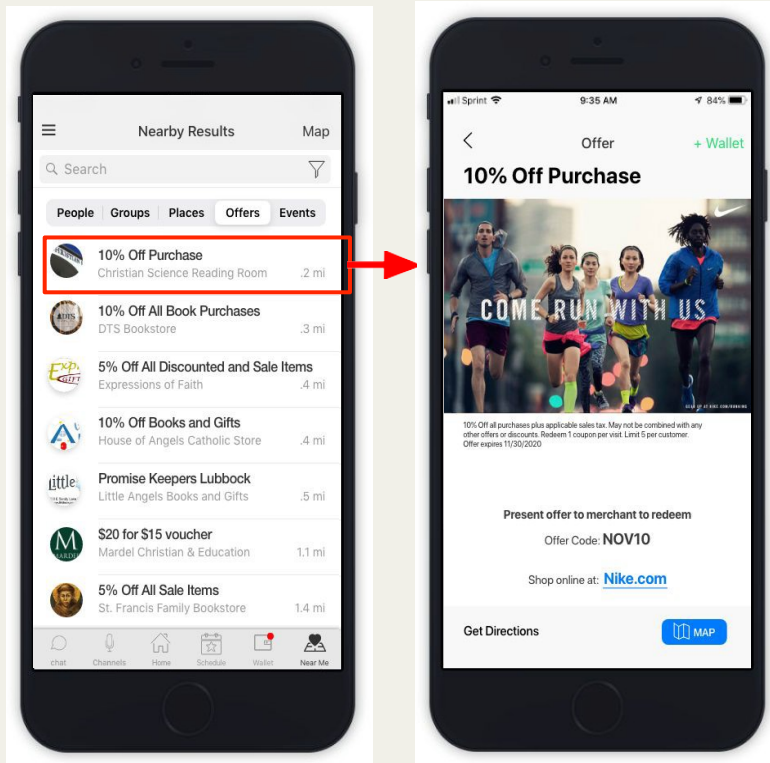 Nearby Results
Map
Search
People Groups Places Offers Events
10% Off Purchase
Christian Science Reading Room .2 mi
10% Off All Book Purchases
DTS Bookstore .3 mi
5% Off All Discounted and Sale Items
Expressions of Faith .4 mi
10% Off Books and Gifts
House of Angels Catholic Store .4 mi
Promise Keepers Lubbock
Little Angels Books and Gifts .5 mi
$20 for $15 voucher
Mardel Christian & Education 1.1 mi
5% Off All Sale Items
St. Francis Family Bookstore 1.4 mi
chat Channels Home Schedule Wallet Near Me
Sprint 9:35 AM 84%
Offer
+ Wallet
10% Off Purchase
COME RUN WITH US
10% Off all purchases plus applicable sales tax. May not be combined with any
other offers or discounts. Redeem 1 coupon per visit. Limit 5 per customer.
Offer expires 11/30/2020
Present offer to merchant to redeem
Offer Code: NOV10
Shop online at: Nike.com
Get Directions
MAP